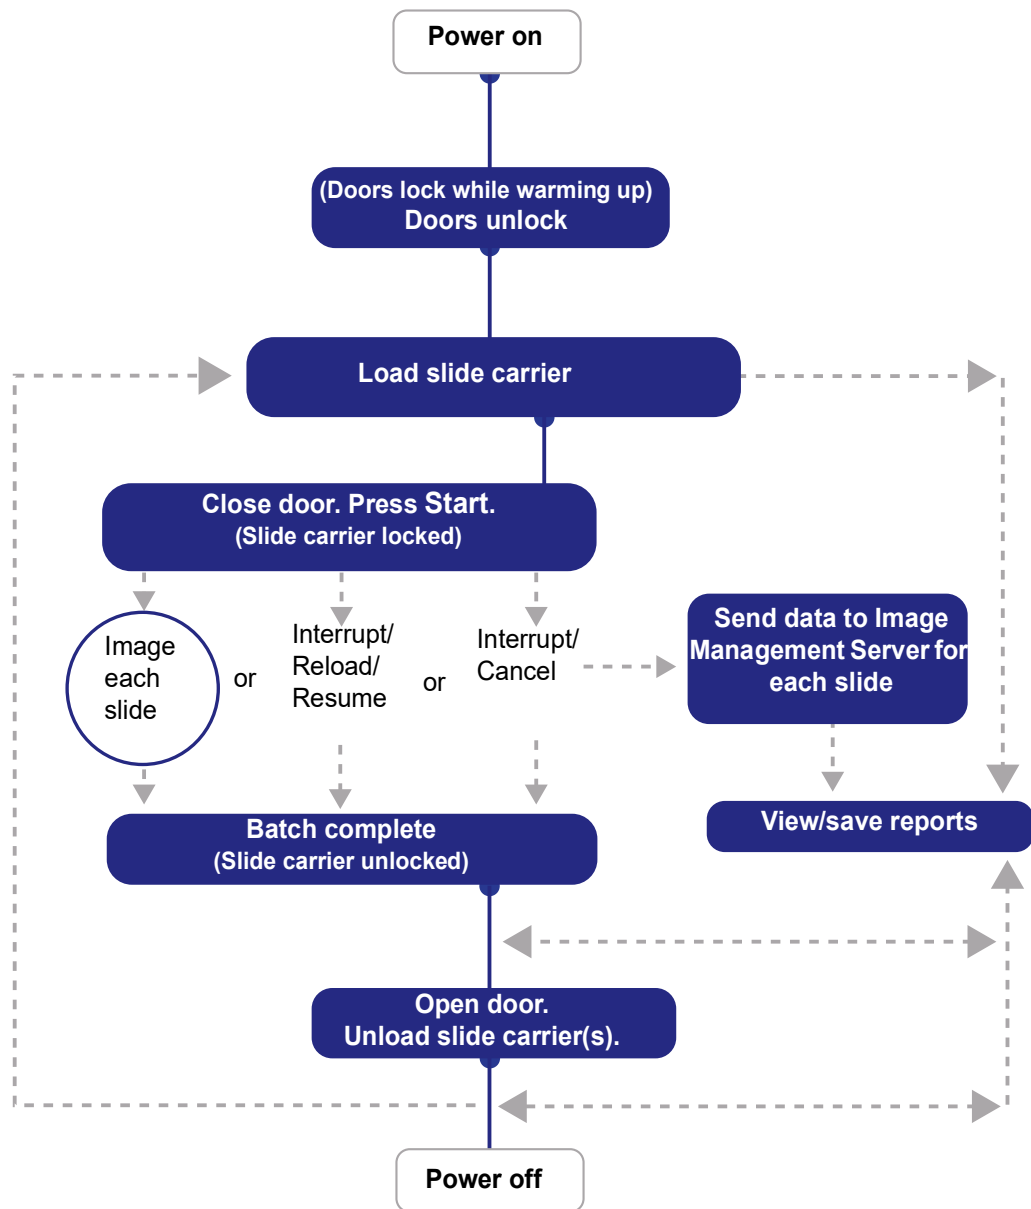 Power on
(Doors lock while warming up)
Doors unlock
Load slide carrier
Close door. Press Start.
(Slide carrier locked)
Image
each
slide
or
Interrupt/
Reload/
Resume
or
Interrupt/
Cancel
Send data to Image
Management Server for
each slide
View/save reports
Batch complete
(Slide carrier unlocked)
Open door.
Unload slide carrier(s).
Power off